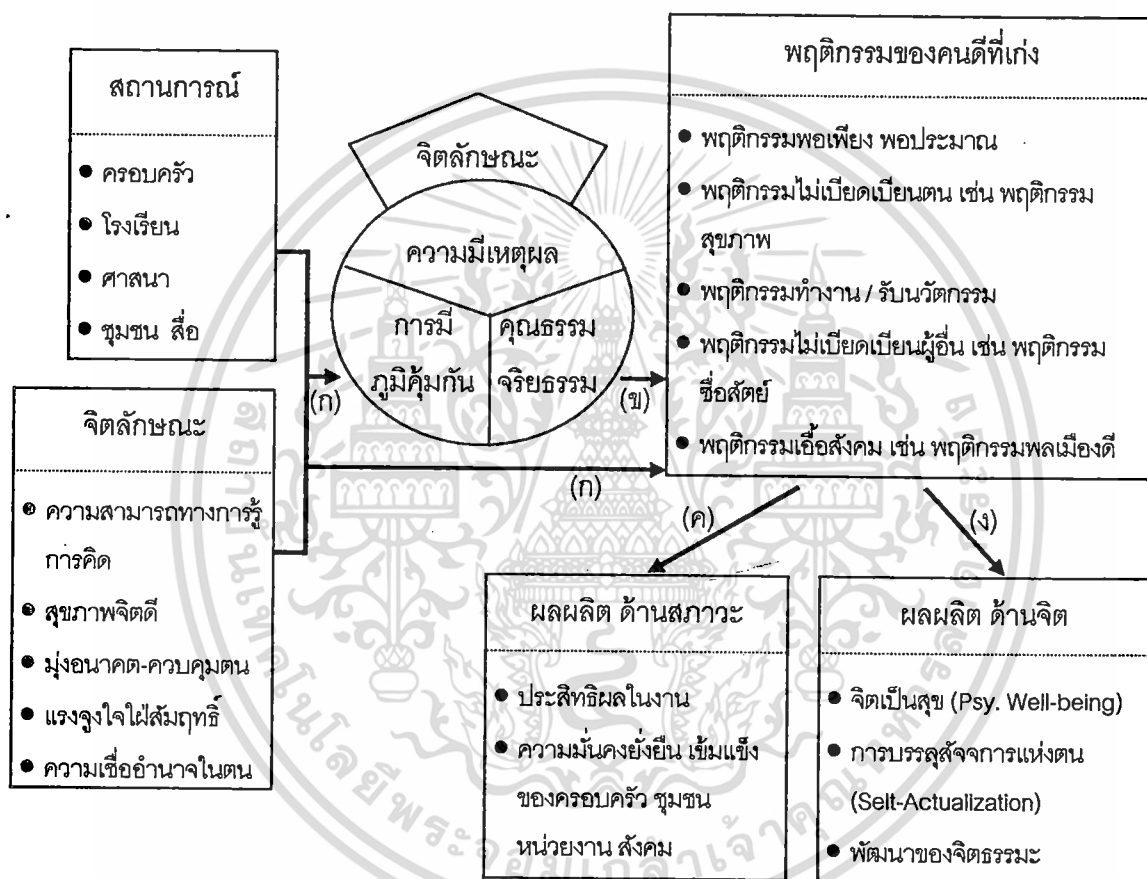 สถานการณ์
● ครอบครัว
● โรงเรียน
● ศาสนา
● ชุมชน สื่อ
จิตลักษณะ
● ความสามารถทางการรู้
การคิด
● สุขภาพจิตดี
● มุ่งอนาคต-ควบคุมตน
● แรงจูงใจใฝ่สัมฤทธิ์
● ความเชื่ออำนาจในตน
(ก)
จิตลักษณะ
ความมีเหตุผล
การมี
ภูมิคุ้มกัน
คุณธรรม
จริยธรรม
(ข)
(ก)
พฤติกรรมของคนดีที่เก่ง
● พฤติกรรมพอเพียง พอประมาณ
● พฤติกรรมไม่เบียดเบียนตน เช่น พฤติกรรม
สุขภาพ
● พฤติกรรมทำงาน / รับนวัตกรรม
● พฤติกรรมไม่เบียดเบียนผู้อื่น เช่น พฤติกรรม
ซื่อสัตย์
● พฤติกรรมเอื้อสังคม เช่น พฤติกรรมพลเมืองดี
(ค)
(ง)
ผลผลิต ด้านสภาวะ
● ประสิทธิผลในงาน
● ความมั่นคงยั่งยืน เข้มแข็ง
ของครอบครัว ชุมชน
หน่วยงาน สังคม
ผลผลิต ด้านจิต
● จิตเป็นสุข (Psy. Well-being)
● การบรรลุสัจจการแห่งตน
(Selt-Actualization)
● พัฒนาของจิตธรรมะ